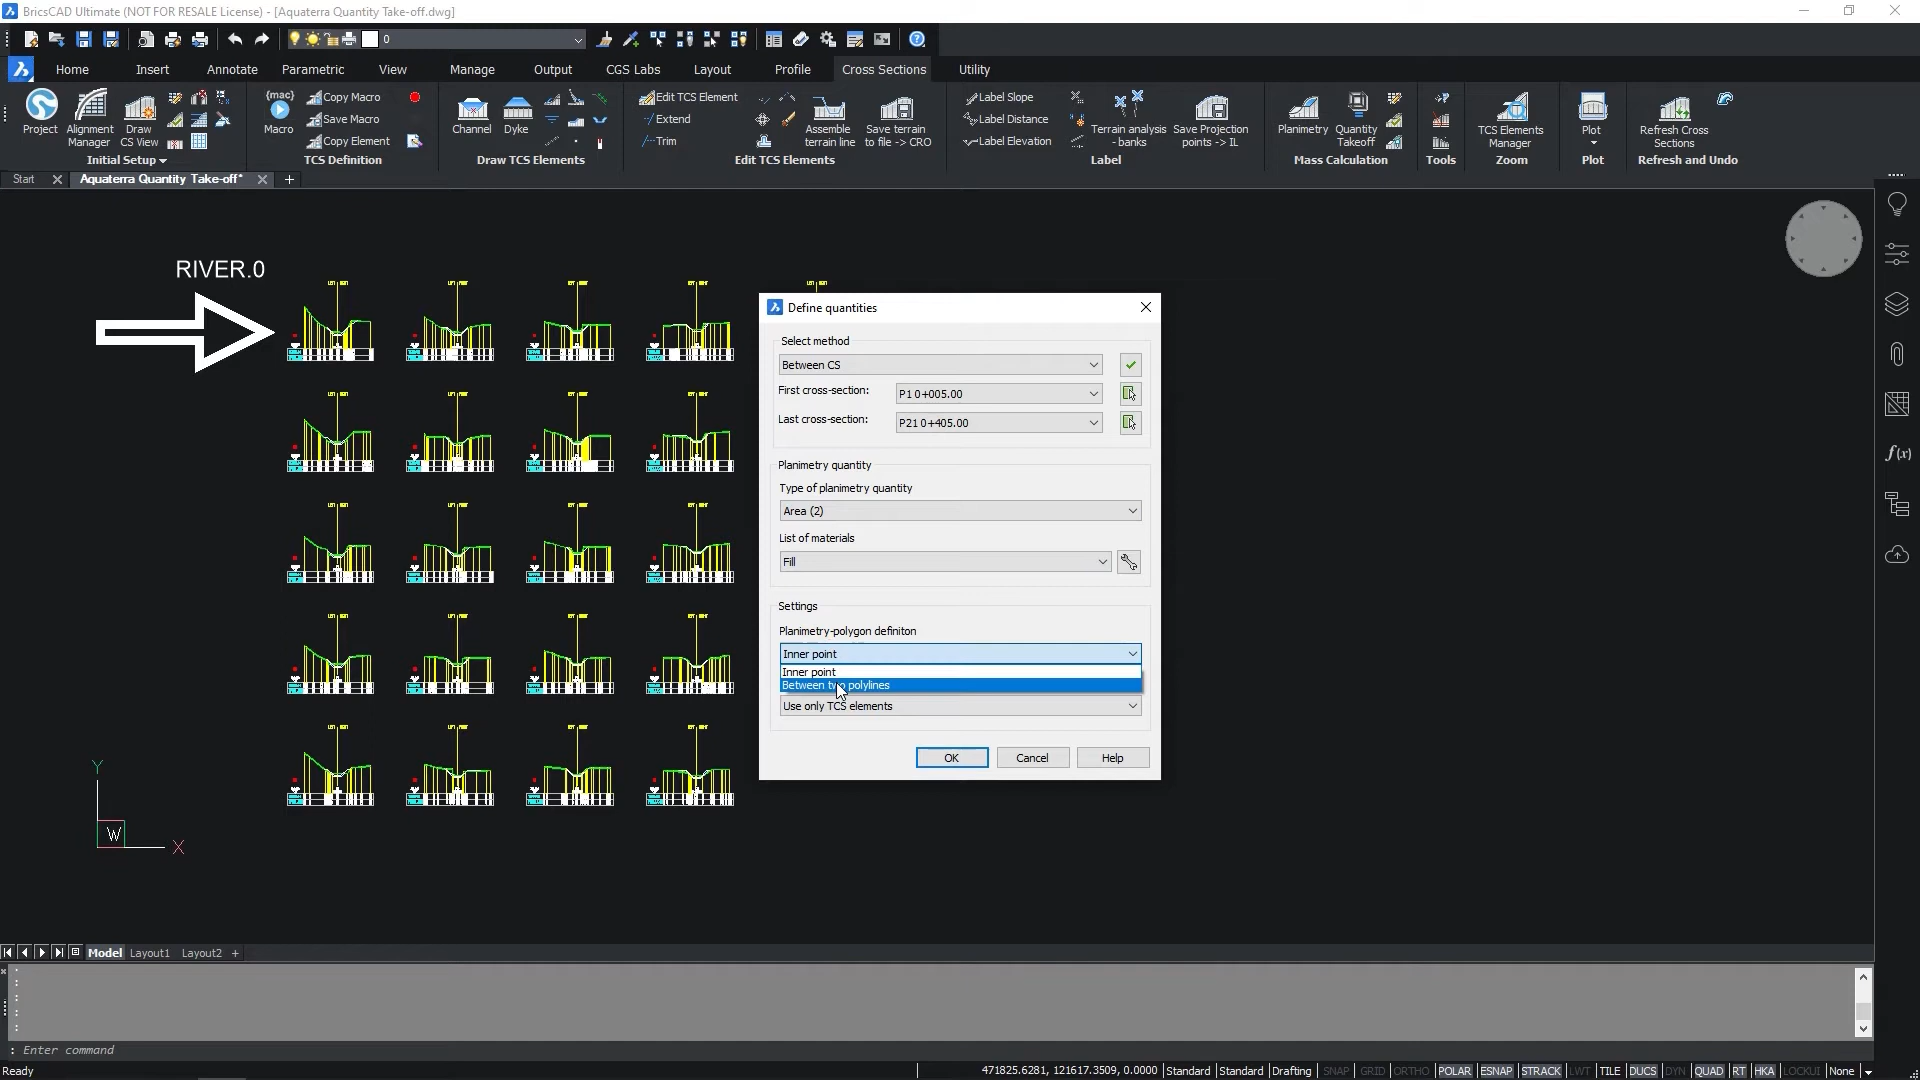 BricsCAD Ultimate (NOT FOR RESALE License) - [Aquaterra Quantity Take-off.dwg]
0
Home Insert Annotate Parametric View Manage Output CGS Labs Layout Profile Cross Sections Utility
Project
Alignment Manager
Draw CS View
Initial Setup
{mac}
Macro
Copy Macro
Save Macro
Copy Element
TCS Definition
Channel
Dyke
Draw TCS Elements
Edit TCS Element
Extend
Trim
Assemble terrain line
Save terrain to file -> CRO
Edit TCS Elements
Label Slope
Label Distance
Label Elevation
Terrain analysis - banks
Save Projection points -> IL
Label
Planimetry
Quantity Takeoff
Mass Calculation
Tools
TCS Elements Manager
Zoom
Plot
Plot
Refresh Cross Sections
Refresh and Undo
Start
Aquaterra Quantity Take-off*
RIVER.0
Define quantities
Select method
Between CS
First cross-section: P1 0+005.00
Last cross-section: P21 0+405.00
Planimetry quantity
Type of planimetry quantity
Area (2)
List of materials
Fill
Settings
Planimetry-polygon definiton
Inner point
Inner point
Between two polylines
Use only TCS elements
OK Cancel Help
f(x)
Y
W
X
Model Layout1 Layout2 +
:
:
:
:
: Enter command
Ready
471825.6281, 121617.3509, 0.0000 Standard Standard Drafting SNAP GRID ORTHO POLAR ESNAP STRACK LWT TILE DUCS DYN QUAD RT HKA LOCKUI None